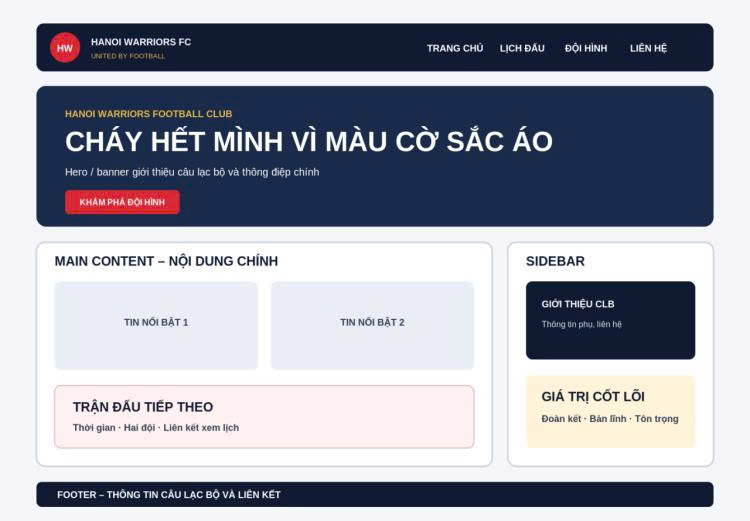 HW
HANOI WARRIORS FC
UNITED BY FOOTBALL
TRANG CHỦ LỊCH ĐẤU ĐỘI HÌNH LIÊN HỆ
HANOI WARRIORS FOOTBALL CLUB
CHÁY HẾT MÌNH VÌ MÀU CỜ SẮC ÁO
Hero / banner giới thiệu câu lạc bộ và thông điệp chính
KHÁM PHÁ ĐỘI HÌNH
MAIN CONTENT – NỘI DUNG CHÍNH
TIN NỔI BẬT 1
TIN NỔI BẬT 2
TRẬN ĐẤU TIẾP THEO
Thời gian · Hai đội · Liên kết xem lịch
SIDEBAR
GIỚI THIỆU CLB
Thông tin phụ, liên hệ
GIÁ TRỊ CỐT LÕI
Đoàn kết · Bản lĩnh · Tôn trọng
FOOTER – THÔNG TIN CÂU LẠC BỘ VÀ LIÊN KẾT